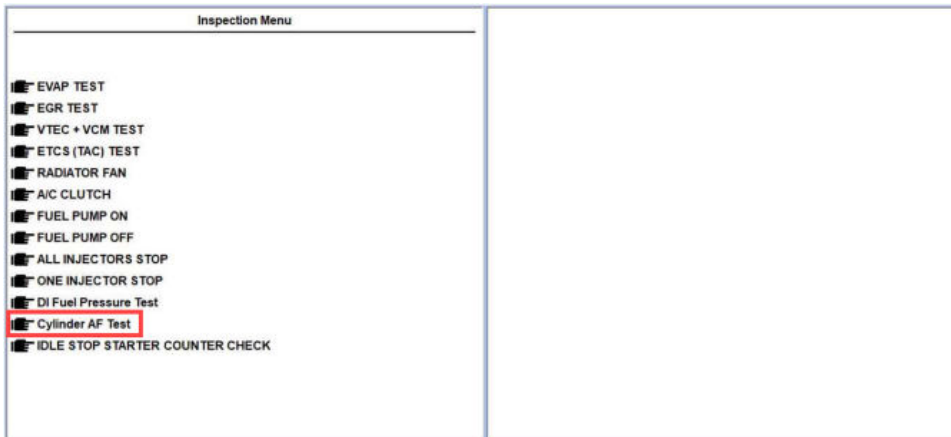 Inspection Menu
EVAP TEST
EGR TEST
VTEC + VCM TEST
ETCS (TAC) TEST
RADIATOR FAN
A/C CLUTCH
FUEL PUMP ON
FUEL PUMP OFF
ALL INJECTORS STOP
ONE INJECTOR STOP
DI Fuel Pressure Test
Cylinder AF Test
IDLE STOP STARTER COUNTER CHECK